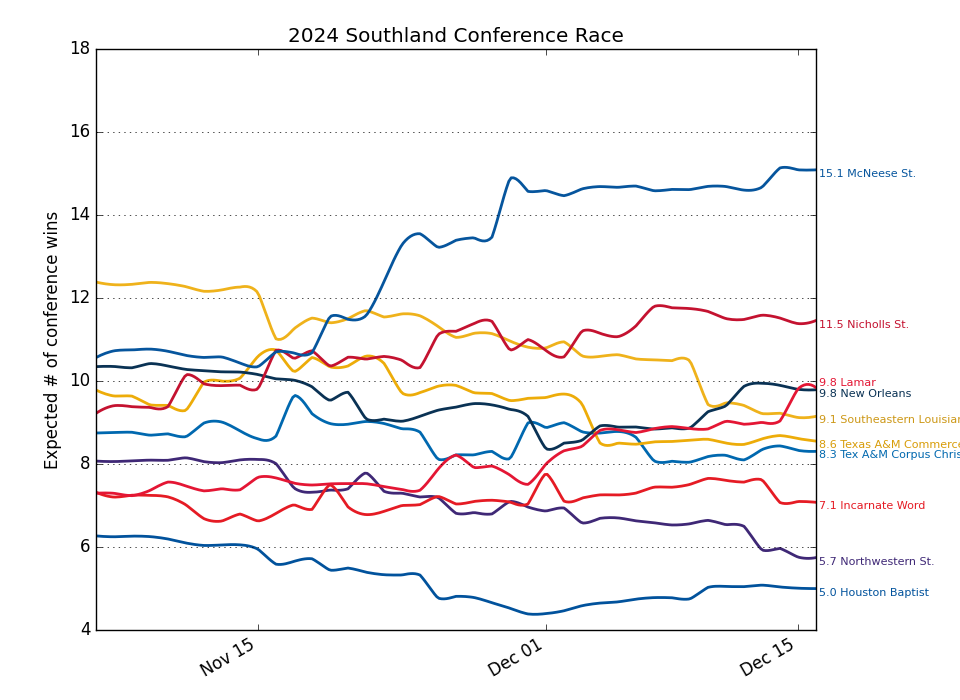 2024 Southland Conference Race
Expected # of conference wins
18
16
14
12
10
8
6
4
Nov 15
Dec 01
Dec 15
15.1 McNeese St.
11.5 Nicholls St.
9.8 Lamar
9.8 New Orleans
9.1 Southeastern Louisian
8.6 Texas A&M Commerce
8.3 Tex A&M Corpus Chris
7.1 Incarnate Word
5.7 Northwestern St.
5.0 Houston Baptist